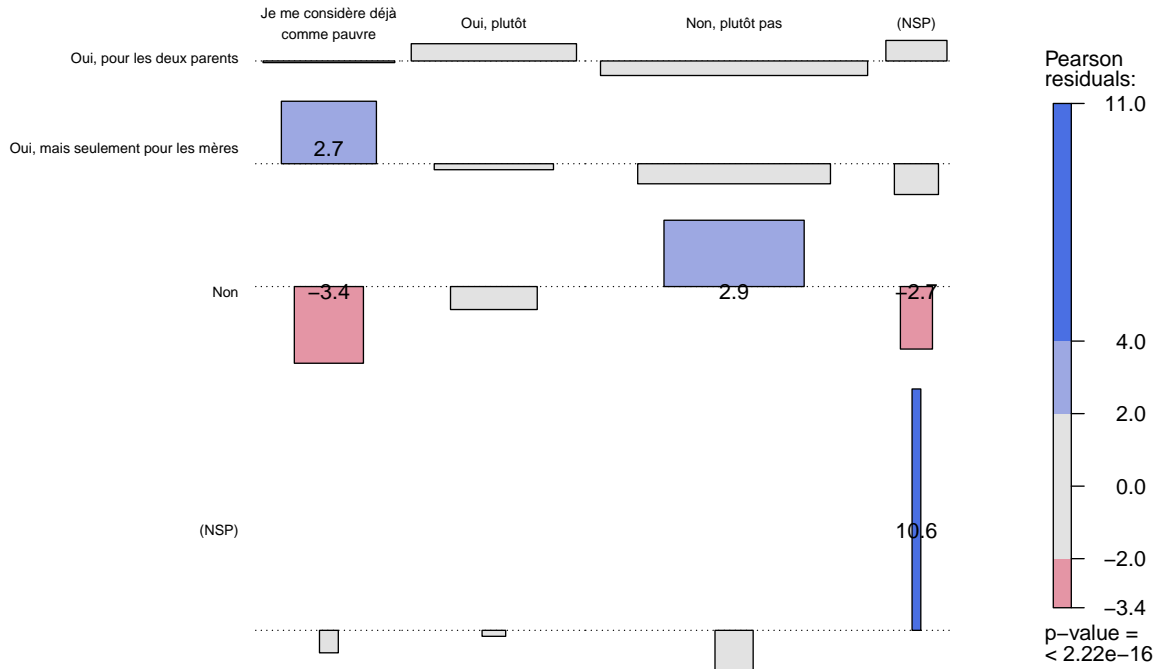 Je me considère déjà
comme pauvre
Oui, plutôt
Non, plutôt pas
(NSP)
Oui, pour les deux parents
Oui, mais seulement pour les mères
2.7
Non
−3.4
2.9
−2.7
(NSP)
10.6
Pearson
residuals:
11.0
4.0
2.0
0.0
−2.0
−3.4
p−value =
< 2.22e−16